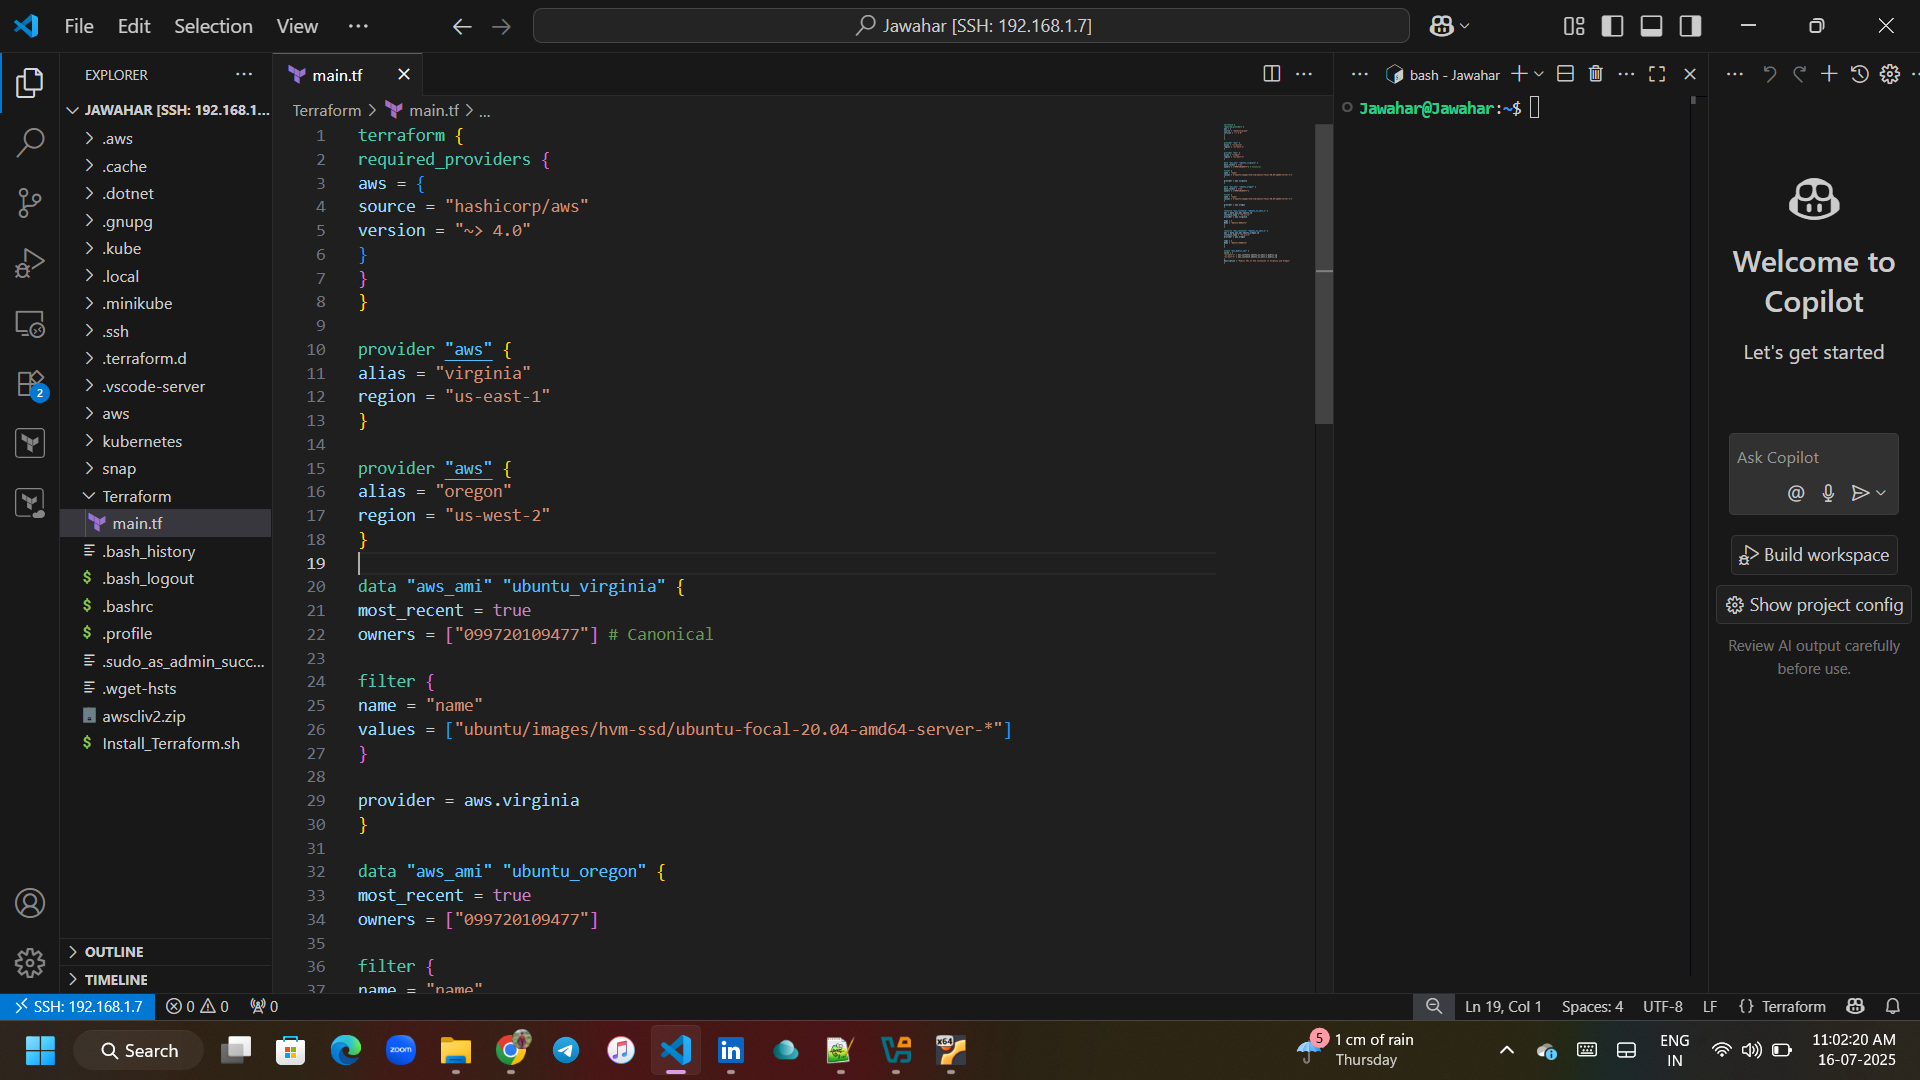 File Edit Selection View
Jawahar [SSH: 192.168.1.7]
EXPLORER
JAWAHAR [SSH: 192.168.1...
.aws
.cache
.dotnet
.gnupg
.kube
.local
.minikube
.ssh
.terraform.d
.vscode-server
aws
kubernetes
snap
Terraform
main.tf
.bash_history
.bash_logout
.bashrc
.profile
.sudo_as_admin_succ...
.wget-hsts
awscliv2.zip
Install_Terraform.sh
OUTLINE
TIMELINE
2
main.tf
Terraform > main.tf > ...
1 terraform {
2 required_providers {
3 aws = {
4 source = "hashicorp/aws"
5 version = "~> 4.0"
6 }
7 }
8 }
9
10 provider "aws" {
11 alias = "virginia"
12 region = "us-east-1"
13 }
14
15 provider "aws" {
16 alias = "oregon"
17 region = "us-west-2"
18 }
19
20 data "aws_ami" "ubuntu_virginia" {
21 most_recent = true
22 owners = ["099720109477"] # Canonical
23
24 filter {
25 name = "name"
26 values = ["ubuntu/images/hvm-ssd/ubuntu-focal-20.04-amd64-server-*"]
27 }
28
29 provider = aws.virginia
30 }
31
32 data "aws_ami" "ubuntu_oregon" {
33 most_recent = true
34 owners = ["099720109477"]
35
36 filter {
37 name = "name"
bash - Jawahar
Jawahar@Jawahar:~$
Welcome to
Copilot
Let's get started
Ask Copilot
@
Build workspace
Show project config
Review AI output carefully
before use.
SSH: 192.168.1.7 0 0 0
Ln 19, Col 1 Spaces: 4 UTF-8 LF {} Terraform
Search
zoom
in
X64
5
1 cm of rain
Thursday
ENG
IN
11:02:20 AM
16-07-2025